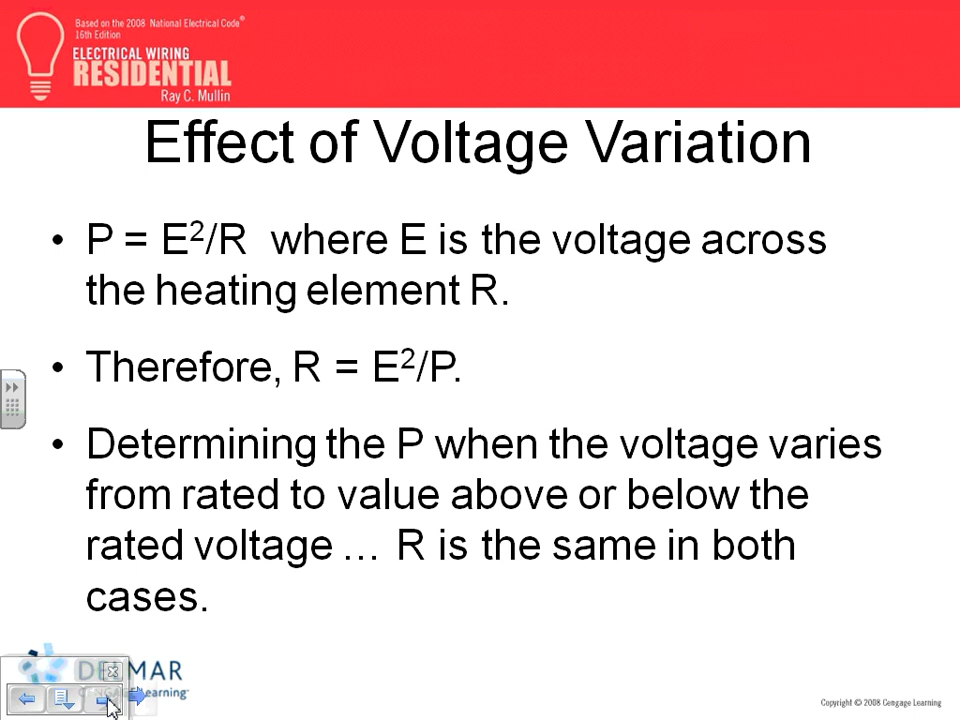 Based on the 2008 National Electrical Code®
16th Edition
ELECTRICAL WIRING
RESIDENTIAL
Ray C. Mullin
Effect of Voltage Variation
• P = E²/R where E is the voltage across
the heating element R.
• Therefore, R = E²/P.
• Determining the P when the voltage varies
from rated to value above or below the
rated voltage … R is the same in both
cases.
MAR
Learning
Copyright © 2008 Cengage Learning